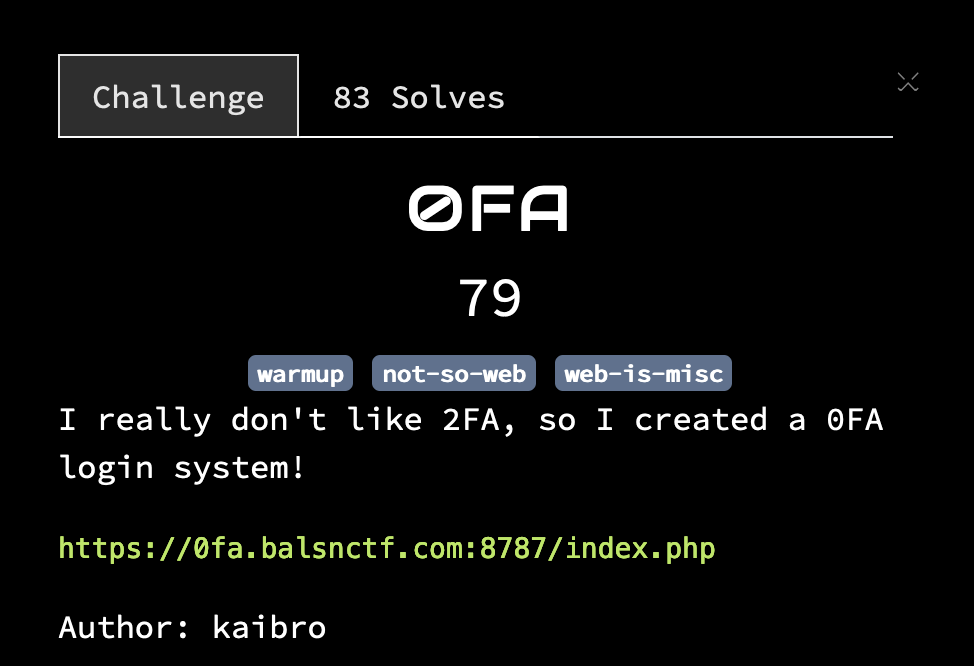 Challenge
83 Solves
0FA
79
warmup not-so-web web-is-misc
I really don't like 2FA, so I created a 0FA
login system!
https://0fa.balsnctf.com:8787/index.php
Author: kaibro